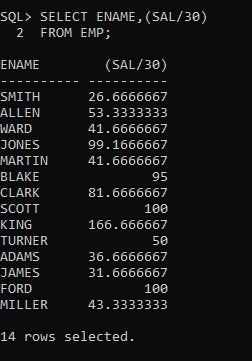 SQL> SELECT ENAME,(SAL/30)
  2  FROM EMP;
ENAME        (SAL/30)
---------- ----------
SMITH      26.6666667
ALLEN      53.3333333
WARD       41.6666667
JONES      99.1666667
MARTIN     41.6666667
BLAKE              95
CLARK      81.6666667
SCOTT             100
KING       166.666667
TURNER             50
ADAMS      36.6666667
JAMES      31.6666667
FORD              100
MILLER     43.3333333
14 rows selected.